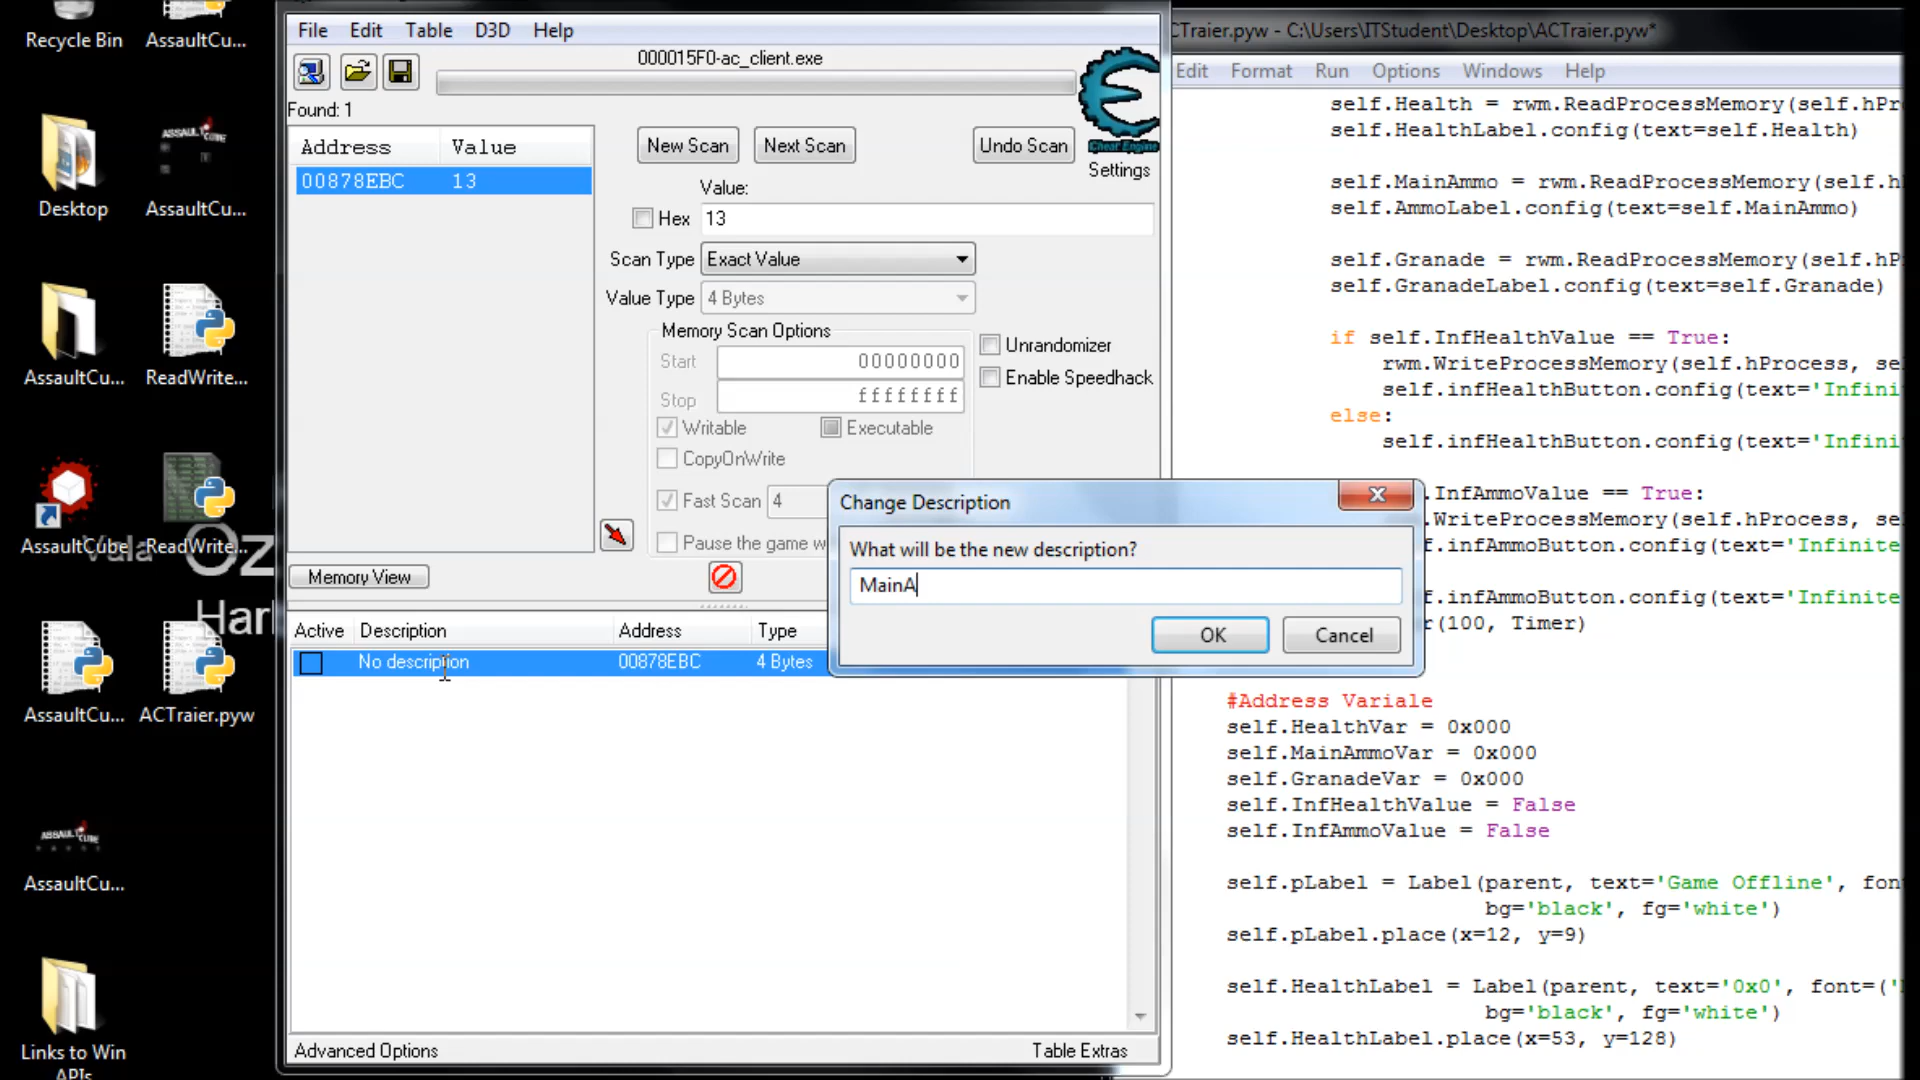 Recycle Bin
AssaultCu...
Desktop
AssaultCu...
AssaultCu...
ReadWrite...
AssaultCube
ReadWrite...
AssaultCu...
ACTraier.pyw
AssaultCu...
Links to Win
APIs
Oz
Harl
File Edit Table D3D Help
000015F0-ac_client.exe
Found: 1
Address Value
00878EBC 13
New Scan Next Scan Undo Scan
Cheat Engine
Settings
Value:
Hex 13
Scan Type Exact Value
Value Type 4 Bytes
Memory Scan Options
Start 00000000
Stop ffffffff
Writable Executable
CopyOnWrite
Fast Scan 4
Pause the game w
Unrandomizer
Enable Speedhack
Memory View
Active Description Address Type
No description 00878EBC 4 Bytes
Advanced Options Table Extras
Change Description
What will be the new description?
MainA
OK Cancel
CTraier.pyw - C:\Users\ITStudent\Desktop\ACTraier.pyw*
Edit Format Run Options Windows Help
self.Health = rwm.ReadProcessMemory(self.hPr
self.HealthLabel.config(text=self.Health)
self.MainAmmo = rwm.ReadProcessMemory(self.h
self.AmmoLabel.config(text=self.MainAmmo)
self.Granade = rwm.ReadProcessMemory(self.hP
self.GranadeLabel.config(text=self.Granade)
if self.InfHealthValue == True:
rwm.WriteProcessMemory(self.hProcess, se
self.infHealthButton.config(text='Infinit
else:
self.infHealthButton.config(text='Infinit
.InfAmmoValue == True:
.WriteProcessMemory(self.hProcess, se
f.infAmmoButton.config(text='Infinite
f.infAmmoButton.config(text='Infinite
r(100, Timer)
#Address Variale
self.HealthVar = 0x000
self.MainAmmoVar = 0x000
self.GranadeVar = 0x000
self.InfHealthValue = False
self.InfAmmoValue = False
self.pLabel = Label(parent, text='Game Offline', fon
bg='black', fg='white')
self.pLabel.place(x=12, y=9)
self.HealthLabel = Label(parent, text='0x0', font=('
bg='black', fg='white')
self.HealthLabel.place(x=53, y=128)